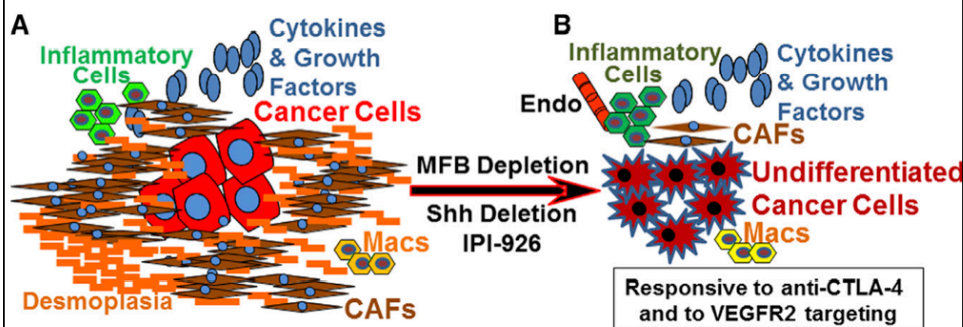 A
Inflammatory
Cells
Cytokines
& Growth
Factors
Cancer Cells
Macs
Desmoplasia
CAFs
MFB Depletion
Shh Deletion
IPI-926
B
Inflammatory
Cells
Endo
Cytokines
& Growth
Factors
CAFs
Undifferentiated
Cancer Cells
Macs
Responsive to anti-CTLA-4
and to VEGFR2 targeting